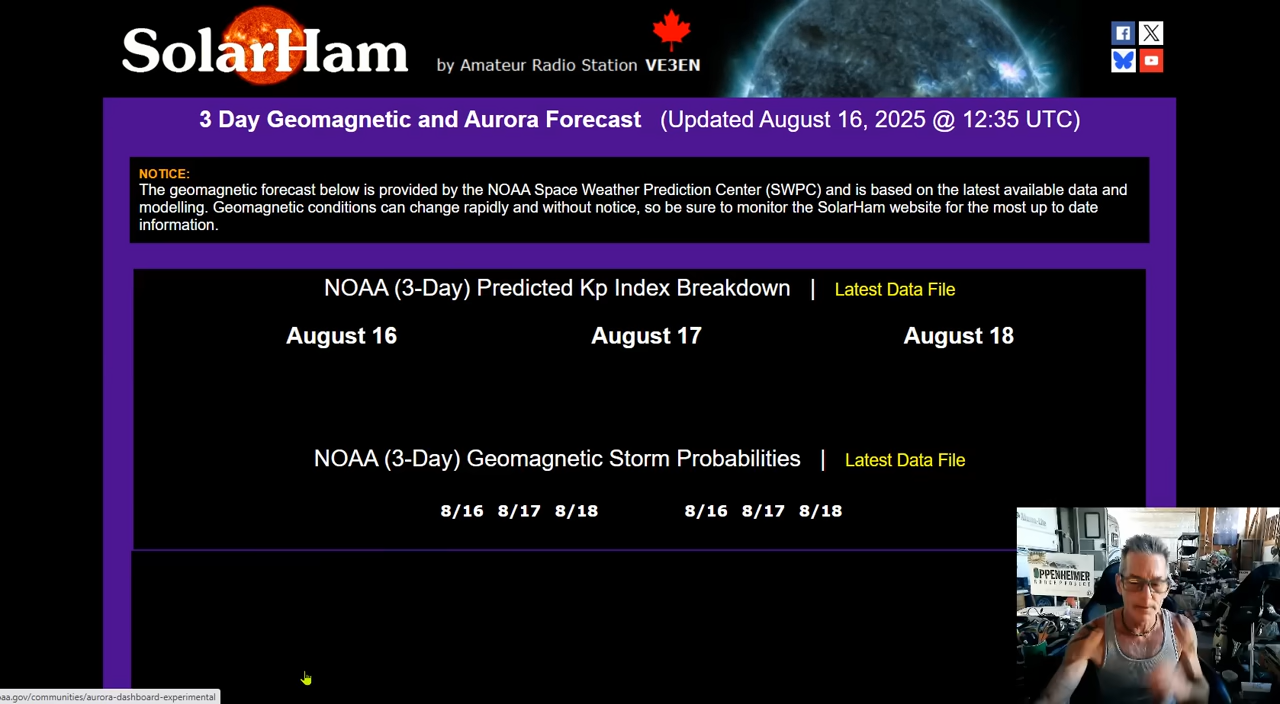 SolarHam
by Amateur Radio Station VE3EN
3 Day Geomagnetic and Aurora Forecast (Updated August 16, 2025 @ 12:35 UTC)
NOTICE:
The geomagnetic forecast below is provided by the NOAA Space Weather Prediction Center (SWPC) and is based on the latest available data and
modelling. Geomagnetic conditions can change rapidly and without notice, so be sure to monitor the SolarHam website for the most up to date
information.
NOAA (3-Day) Predicted Kp Index Breakdown | Latest Data File
August 16 August 17 August 18
NOAA (3-Day) Geomagnetic Storm Probabilities | Latest Data File
8/16 8/17 8/18 8/16 8/17 8/18
OPPENHEIMER
aa.gov/communities/aurora-dashboard-experimental